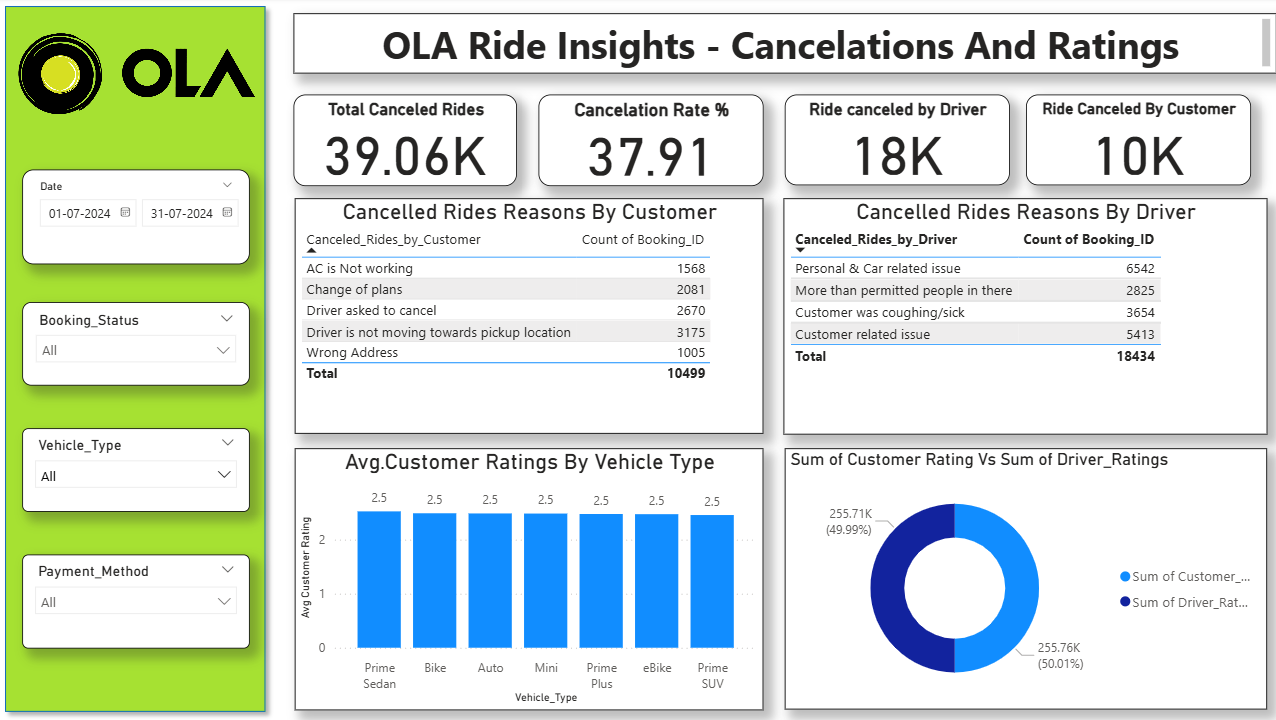 OLA
OLA Ride Insights - Cancelations And Ratings
Date
01-07-2024 31-07-2024
Booking_Status
All
Vehicle_Type
All
Payment_Method
All
Total Canceled Rides
39.06K
Cancelation Rate %
37.91
Ride canceled by Driver
18K
Ride Canceled By Customer
10K
Cancelled Rides Reasons By Customer
Canceled_Rides_by_Customer Count of Booking_ID
AC is Not working 1568
Change of plans 2081
Driver asked to cancel 2670
Driver is not moving towards pickup location 3175
Wrong Address 1005
Total 10499
Cancelled Rides Reasons By Driver
Canceled_Rides_by_Driver Count of Booking_ID
Personal & Car related issue 6542
More than permitted people in there 2825
Customer was coughing/sick 3654
Customer related issue 5413
Total 18434
Avg.Customer Ratings By Vehicle Type
Avg Customer Rating
2.5 2.5 2.5 2.5 2.5 2.5 2.5
2
1
0
Prime Sedan Bike Auto Mini Prime Plus eBike Prime SUV
Vehicle_Type
Sum of Customer Rating Vs Sum of Driver_Ratings
255.71K
(49.99%)
255.76K
(50.01%)
Sum of Customer_...
Sum of Driver_Rat...